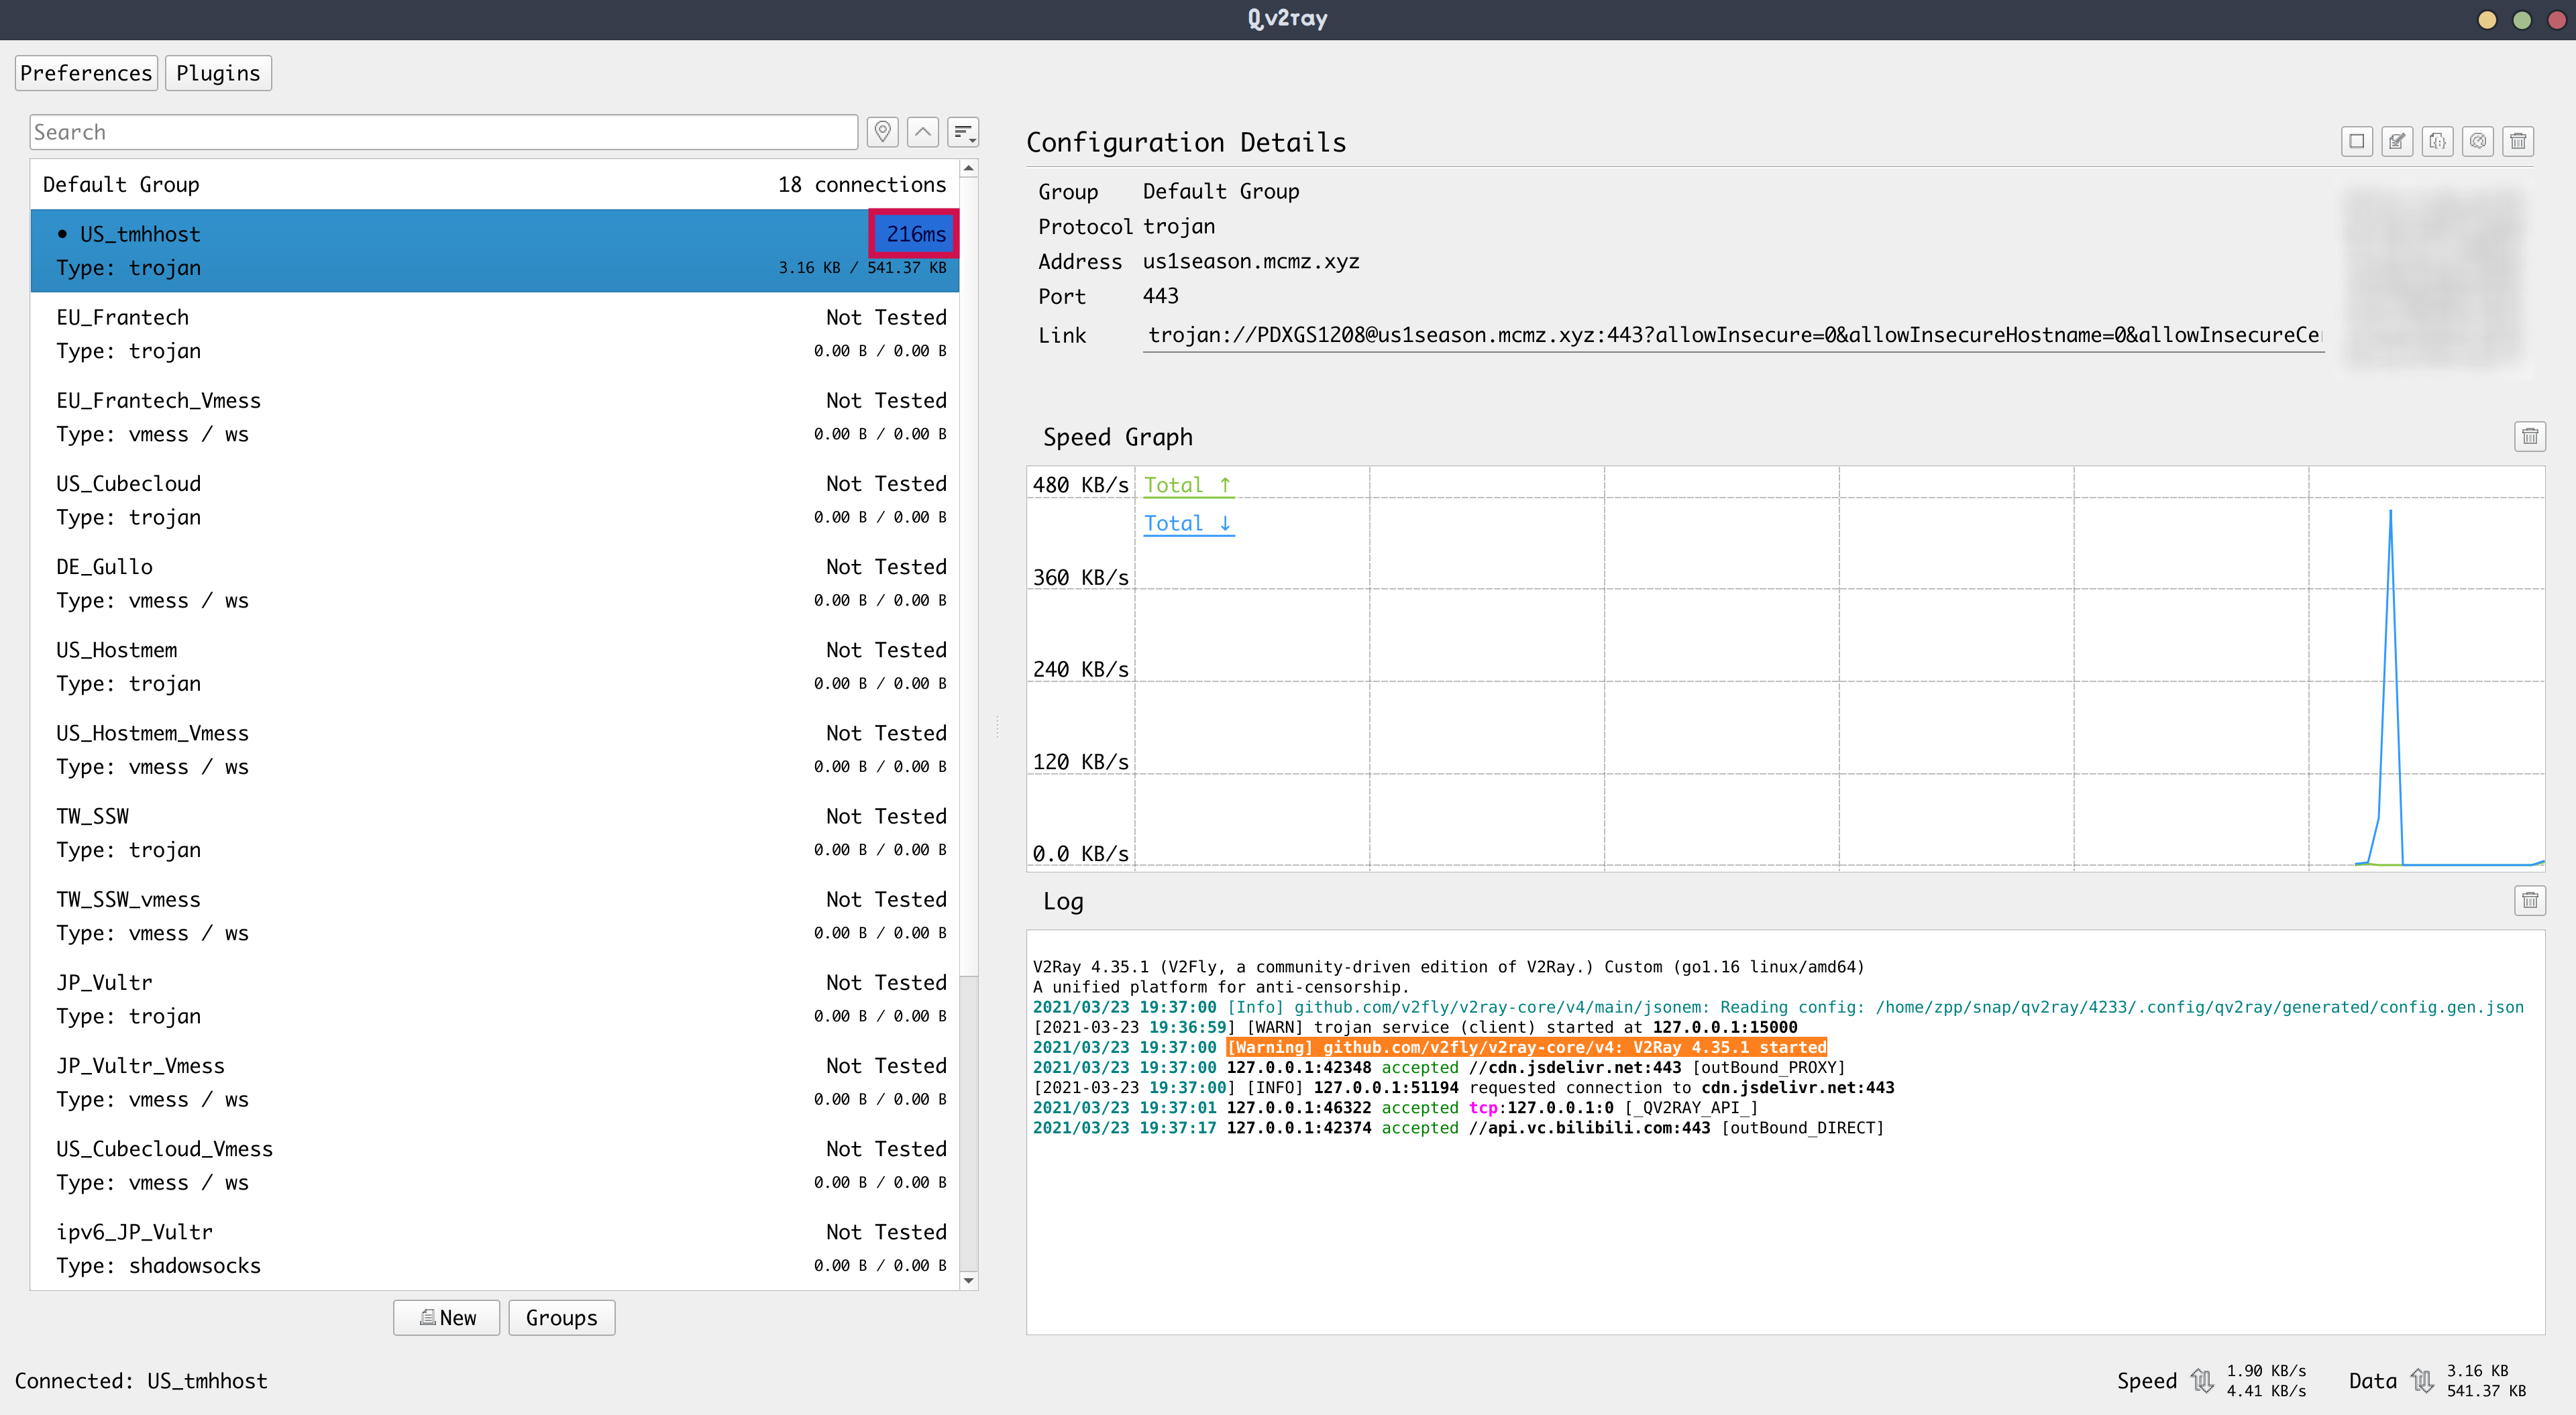 Qv2ray
Preferences Plugins
Search
Default Group 18 connections
• US_tmhhost 216ms
Type: trojan 3.16 KB / 541.37 KB
EU_Frantech Not Tested
Type: trojan 0.00 B / 0.00 B
EU_Frantech_Vmess Not Tested
Type: vmess / ws 0.00 B / 0.00 B
US_Cubecloud Not Tested
Type: trojan 0.00 B / 0.00 B
DE_Gullo Not Tested
Type: vmess / ws 0.00 B / 0.00 B
US_Hostmem Not Tested
Type: trojan 0.00 B / 0.00 B
US_Hostmem_Vmess Not Tested
Type: vmess / ws 0.00 B / 0.00 B
TW_SSW Not Tested
Type: trojan 0.00 B / 0.00 B
TW_SSW_vmess Not Tested
Type: vmess / ws 0.00 B / 0.00 B
JP_Vultr Not Tested
Type: trojan 0.00 B / 0.00 B
JP_Vultr_Vmess Not Tested
Type: vmess / ws 0.00 B / 0.00 B
US_Cubecloud_Vmess Not Tested
Type: vmess / ws 0.00 B / 0.00 B
ipv6_JP_Vultr Not Tested
Type: shadowsocks 0.00 B / 0.00 B
New Groups
Configuration Details
Group Default Group
Protocol trojan
Address us1season.mcmz.xyz
Port 443
Link trojan://PDXGS1208@us1season.mcmz.xyz:443?allowInsecure=0&allowInsecureHostname=0&allowInsecureCe
Speed Graph
480 KB/s Total ↑
Total ↓
360 KB/s
240 KB/s
120 KB/s
0.0 KB/s
Log
V2Ray 4.35.1 (V2Fly, a community-driven edition of V2Ray.) Custom (go1.16 linux/amd64)
A unified platform for anti-censorship.
2021/03/23 19:37:00 [Info] github.com/v2fly/v2ray-core/v4/main/jsonem: Reading config: /home/zpp/snap/qv2ray/4233/.config/qv2ray/generated/config.gen.json
[2021-03-23 19:36:59] [WARN] trojan service (client) started at 127.0.0.1:15000
2021/03/23 19:37:00 [Warning] github.com/v2fly/v2ray-core/v4: V2Ray 4.35.1 started
2021/03/23 19:37:00 127.0.0.1:42348 accepted //cdn.jsdelivr.net:443 [outBound_PROXY]
[2021-03-23 19:37:00] [INFO] 127.0.0.1:51194 requested connection to cdn.jsdelivr.net:443
2021/03/23 19:37:01 127.0.0.1:46322 accepted tcp:127.0.0.1:0 [_QV2RAY_API_]
2021/03/23 19:37:17 127.0.0.1:42374 accepted //api.vc.bilibili.com:443 [outBound_DIRECT]
Connected: US_tmhhost
Speed 1.90 KB/s Data 3.16 KB
4.41 KB/s 541.37 KB